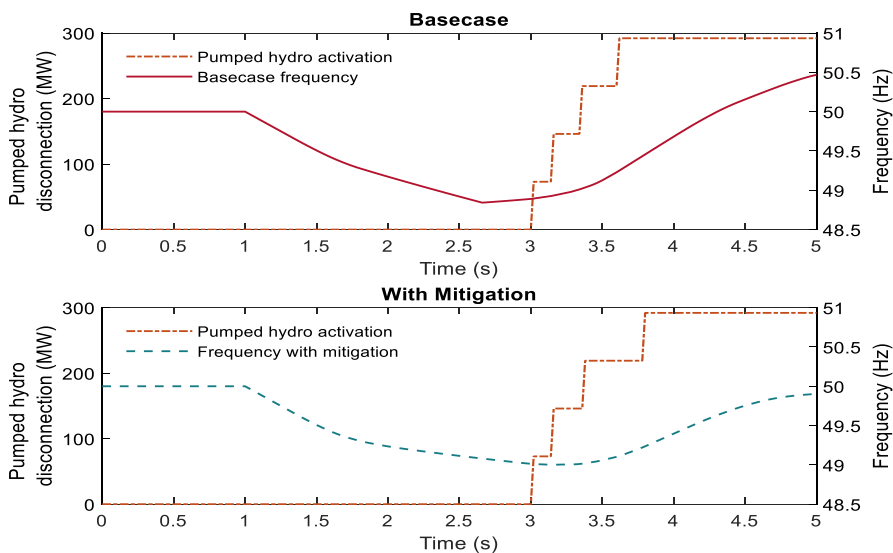 Basecase
Pumped hydro
disconnection (MW)
300
200
100
0
Pumped hydro activation
Basecase frequency
51
50.5
50
49.5
49
48.5
Frequency (Hz)
0 0.5 1 1.5 2 2.5 3 3.5 4 4.5 5
Time (s)
With Mitigation
Pumped hydro
disconnection (MW)
300
200
100
0
Pumped hydro activation
Frequency with mitigation
51
50.5
50
49.5
49
48.5
Frequency (Hz)
0 0.5 1 1.5 2 2.5 3 3.5 4 4.5 5
Time (s)